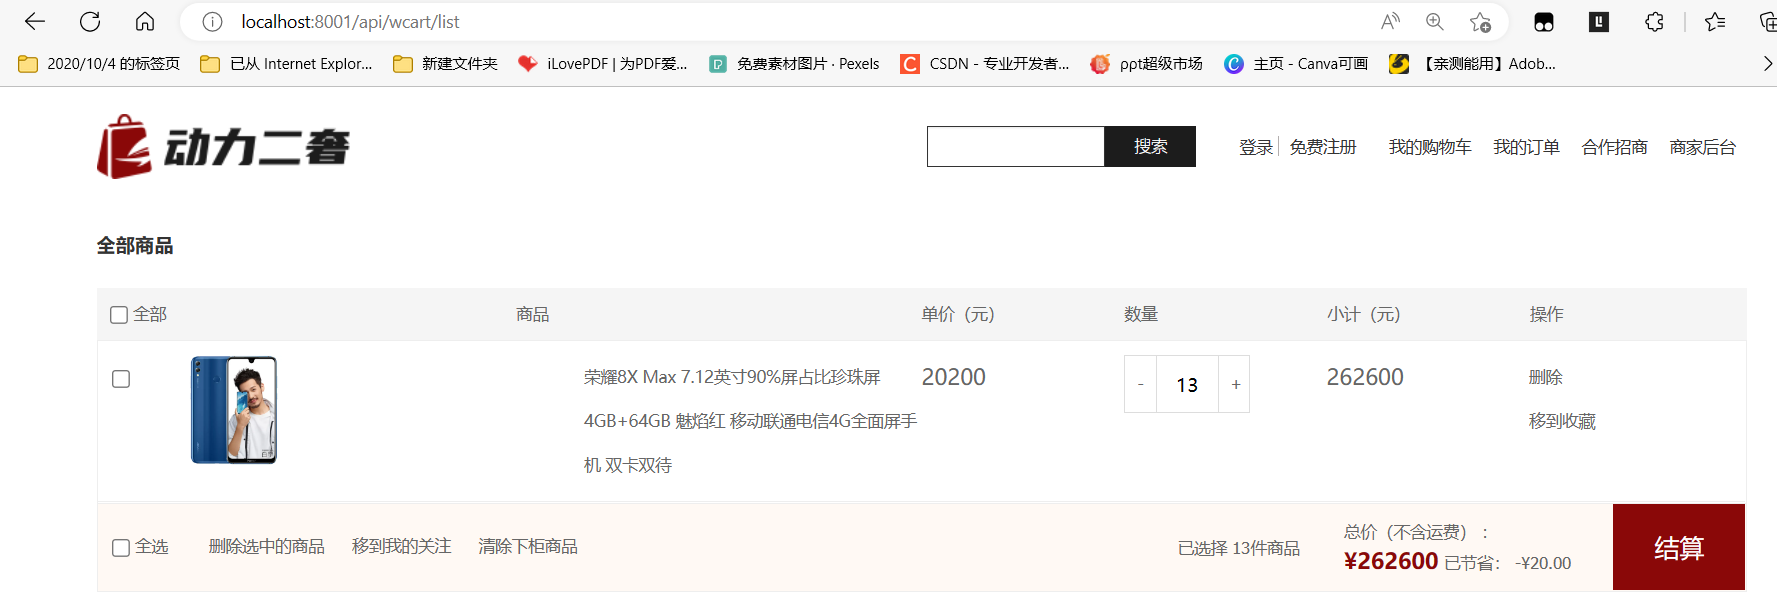 localhost:8001/api/wcart/list
2020/10/4 的标签页 已从 Internet Explor... 新建文件夹 iLovePDF | 为PDF爱... 免费素材图片 · Pexels CSDN - 专业开发者... ppt超级市场 主页 - Canva可画 【亲测能用】Adob...
动力二奢 搜索 登录 免费注册 我的购物车 我的订单 合作招商 商家后台
全部商品
全部 商品 单价（元） 数量 小计（元） 操作
荣耀8X Max 7.12英寸90%屏占比珍珠屏 20200 - 13 + 262600 删除
4GB+64GB 魅焰红 移动联通电信4G全面屏手 移到收藏
机 双卡双待
总价（不含运费）：
全选 删除选中的商品 移到我的关注 清除下柜商品 已选择 13件商品 结算
¥262600 已节省： -¥20.00